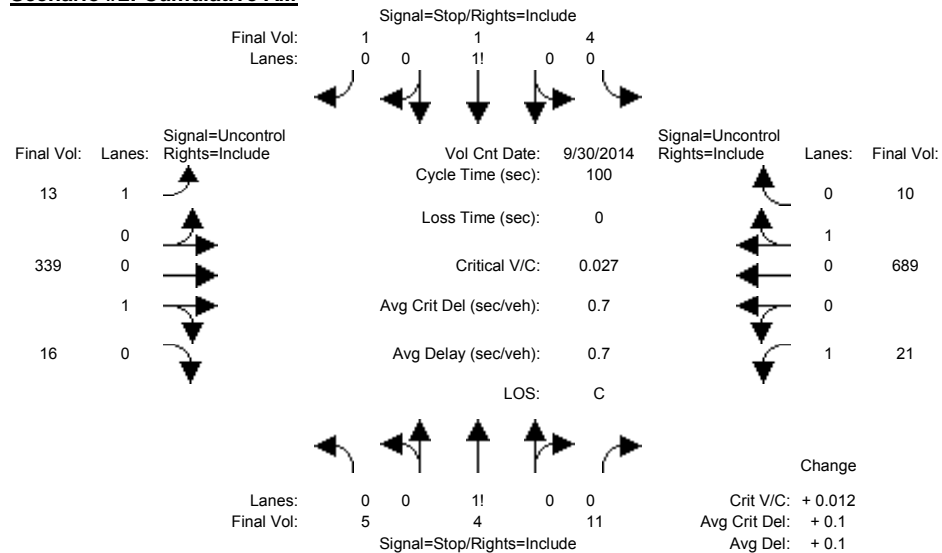 Signal=Stop/Rights=Include
Final Vol: 1 1 4
Lanes: 0 0 1! 0 0
Signal=Uncontrol Signal=Uncontrol
Final Vol: Lanes: Rights=Include Vol Cnt Date: 9/30/2014 Rights=Include Lanes: Final Vol:
Cycle Time (sec): 100
13 1 0 10
Loss Time (sec): 0
0 1
339 0 Critical V/C: 0.027 0 689
1 Avg Crit Del (sec/veh): 0.7 0
16 0 Avg Delay (sec/veh): 0.7 1 21
LOS: C
Change
Lanes: 0 0 1! 0 0 Crit V/C: + 0.012
Final Vol: 5 4 11 Avg Crit Del: + 0.1
Signal=Stop/Rights=Include Avg Del: + 0.1